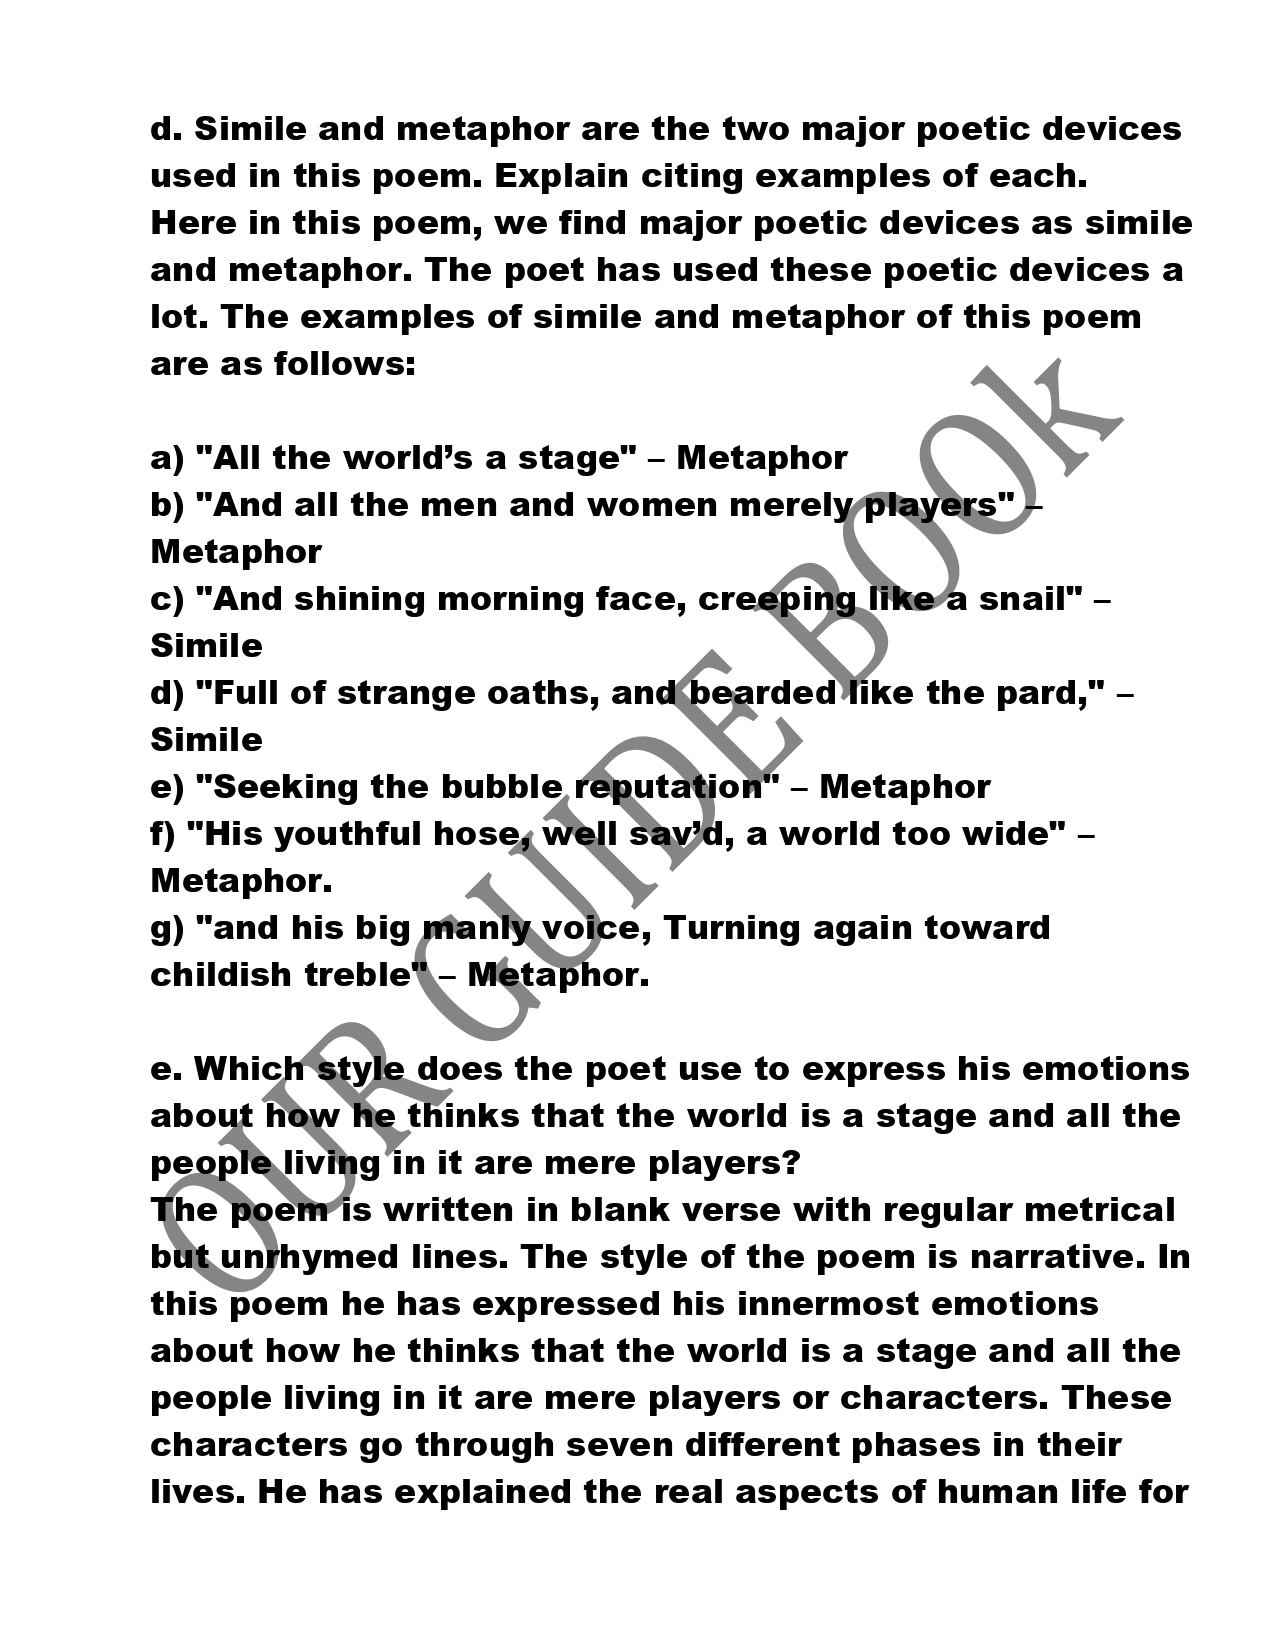 d. Simile and metaphor are the two major poetic devices
used in this poem. Explain citing examples of each.
Here in this poem, we find major poetic devices as simile
and metaphor. The poet has used these poetic devices a
lot. The examples of simile and metaphor of this poem
are as follows:
a) "All the world’s a stage" – Metaphor
b) "And all the men and women merely players" –
Metaphor
c) "And shining morning face, creeping like a snail" –
Simile
d) "Full of strange oaths, and bearded like the pard," –
Simile
e) "Seeking the bubble reputation" – Metaphor
f) "His youthful hose, well sav’d, a world too wide" –
Metaphor.
g) "and his big manly voice, Turning again toward
childish treble" – Metaphor.
e. Which style does the poet use to express his emotions
about how he thinks that the world is a stage and all the
people living in it are mere players?
The poem is written in blank verse with regular metrical
but unrhymed lines. The style of the poem is narrative. In
this poem he has expressed his innermost emotions
about how he thinks that the world is a stage and all the
people living in it are mere players or characters. These
characters go through seven different phases in their
lives. He has explained the real aspects of human life for
OUR GUIDE BOOk